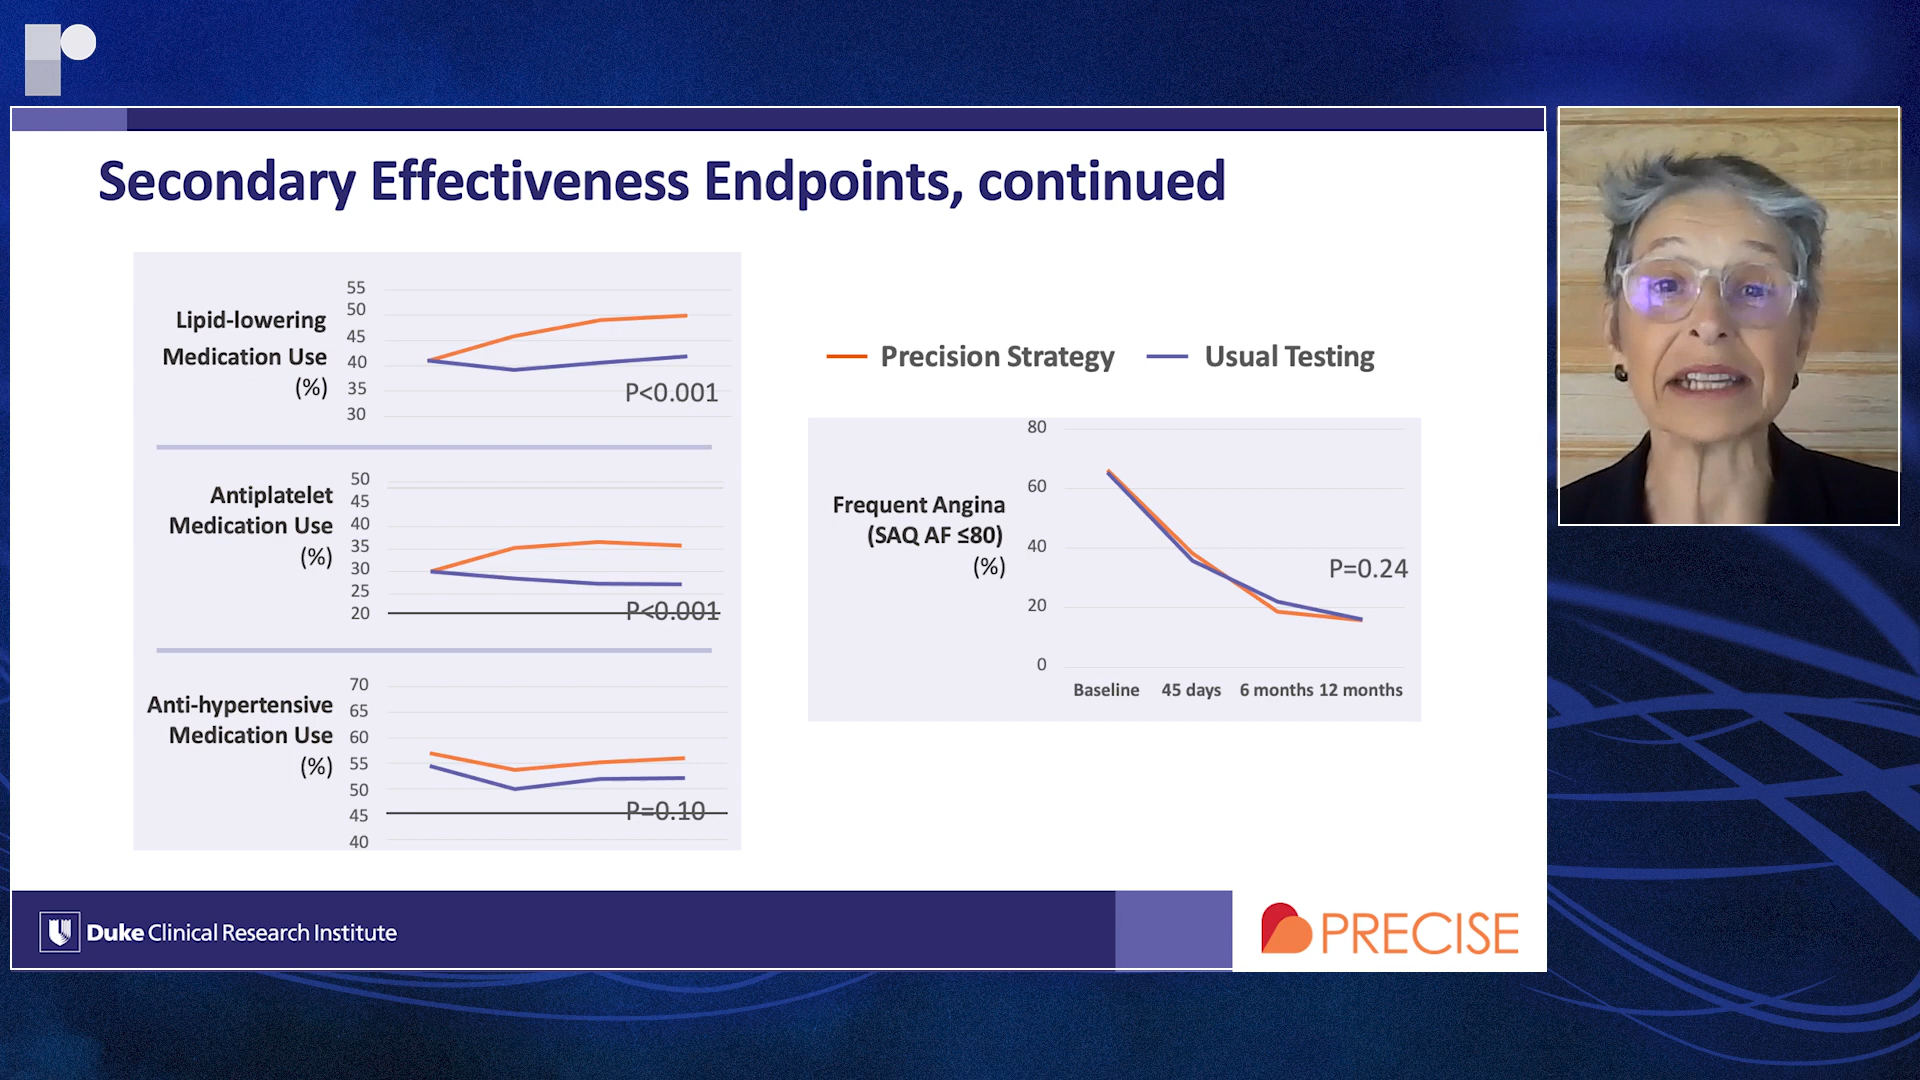 Secondary Effectiveness Endpoints, continued
Lipid-lowering
Medication Use
(%)
55
50
45
40
35
30
P<0.001
Antiplatelet
Medication Use
(%)
50
45
40
35
30
25
20
P<0.001
Anti-hypertensive
Medication Use
(%)
70
65
60
55
50
45
40
P=0.10
Precision Strategy
Usual Testing
Frequent Angina
(SAQ AF ≤80)
(%)
80
60
40
20
0
P=0.24
Baseline 45 days 6 months 12 months
Duke Clinical Research Institute
PRECISE